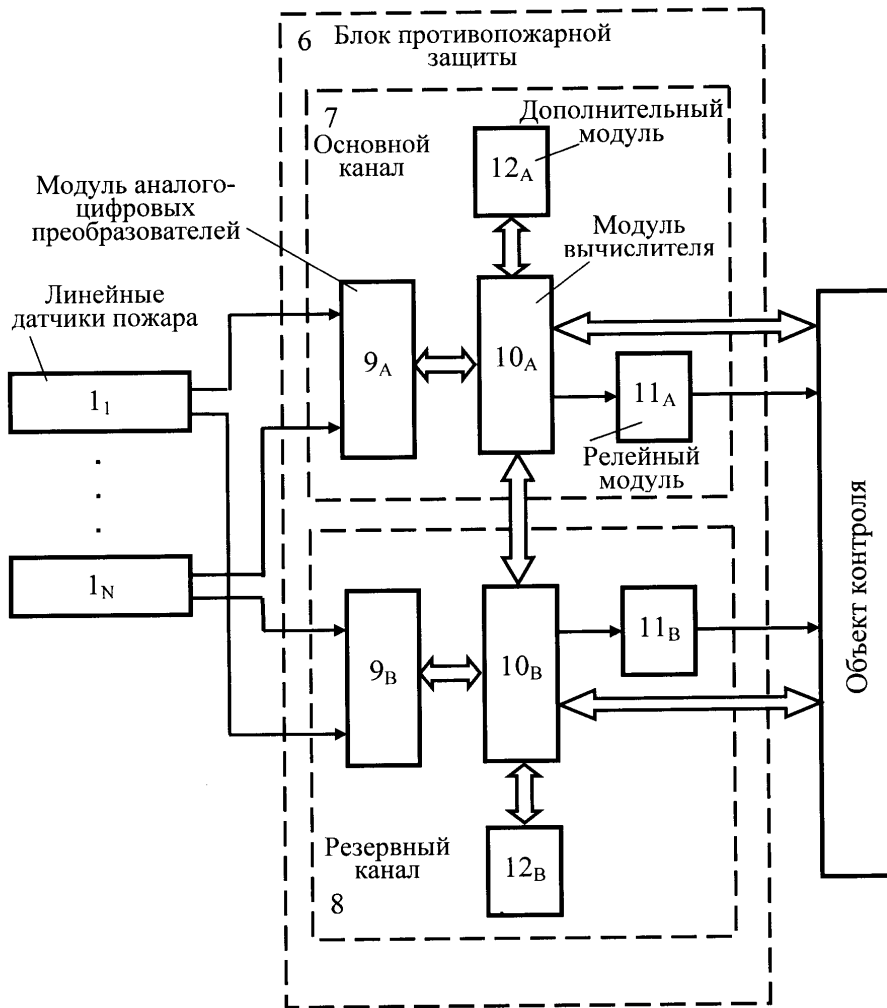 6 Блок противопожарной
защиты
7
Основной
канал
Дополнительный
модуль
12A
Модуль аналого-
цифровых
преобразователей
Модуль
вычислителя
Линейные
датчики пожара
9A
10A
11A
1₁
Релейный
модуль
1N
9B
10B
11B
Объект контроля
Резервный
канал
8
12B